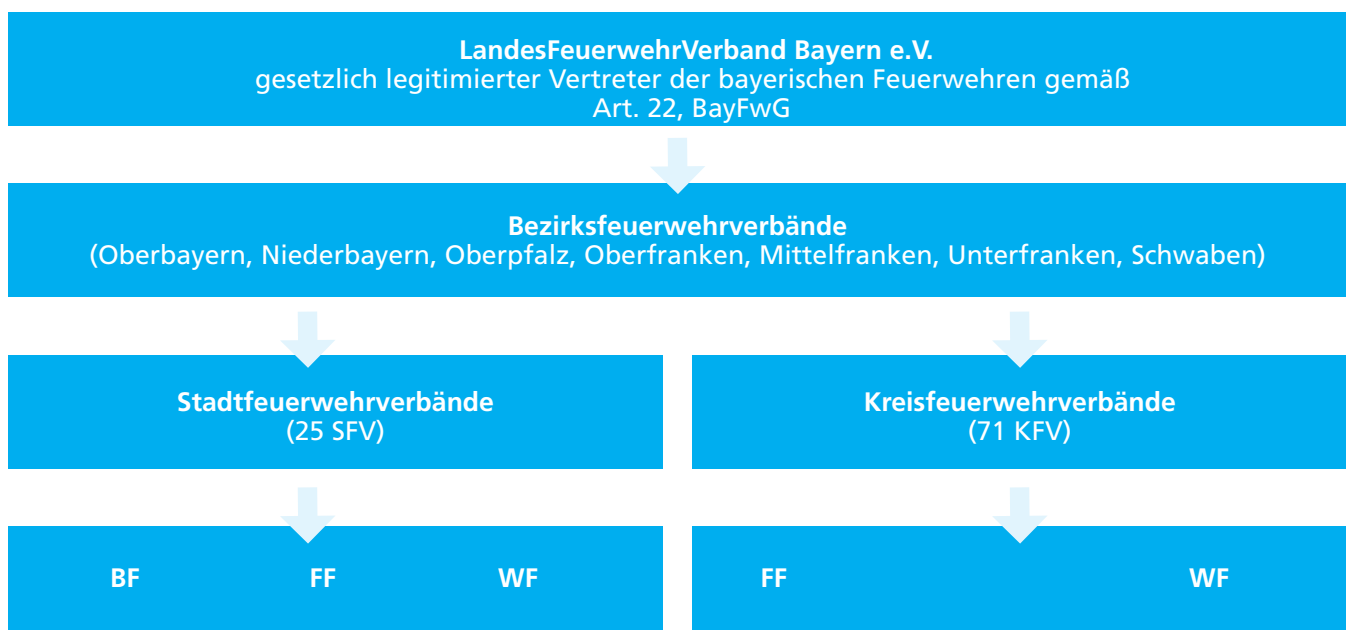 LandesFeuerwehrVerband Bayern e.V.
gesetzlich legitimierter Vertreter der bayerischen Feuerwehren gemäß
Art. 22, BayFwG
Bezirksfeuerwehrverbände
(Oberbayern, Niederbayern, Oberpfalz, Oberfranken, Mittelfranken, Unterfranken, Schwaben)
Stadtfeuerwehrverbände
(25 SFV)
Kreisfeuerwehrverbände
(71 KFV)
BF FF WF
FF WF